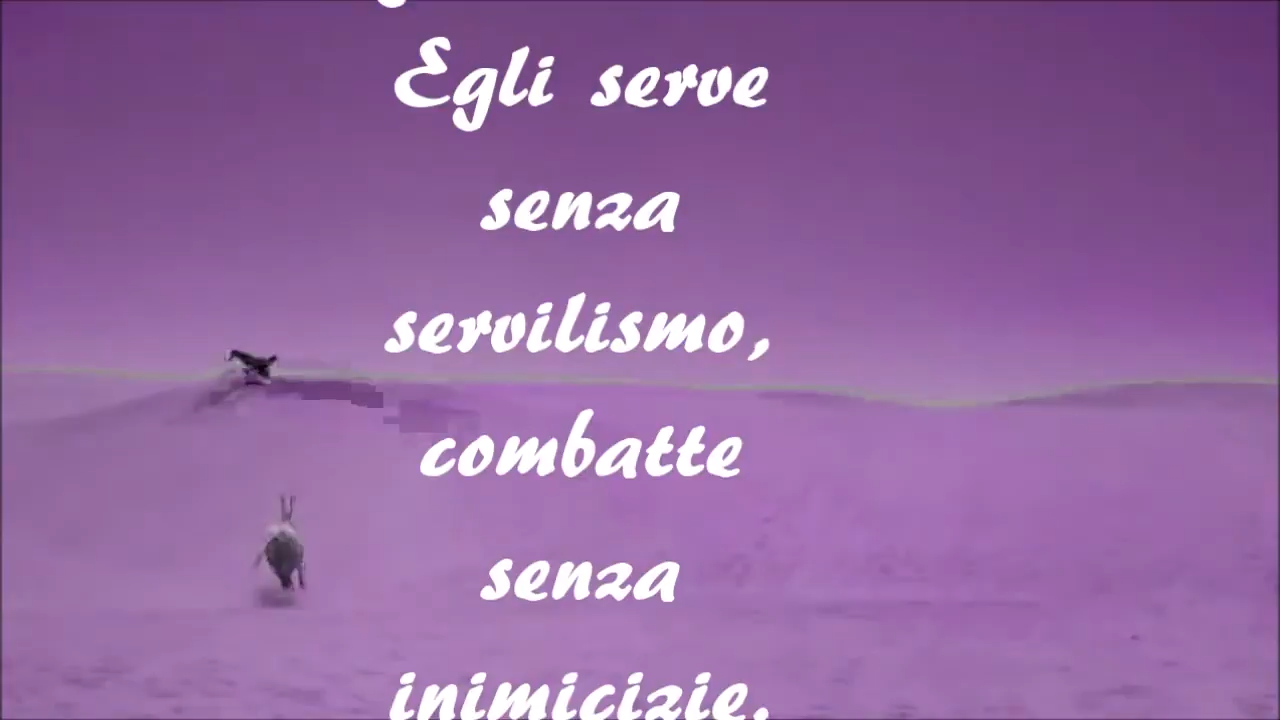 Egli serve
senza
servilismo,
combatte
senza
inimicizie.